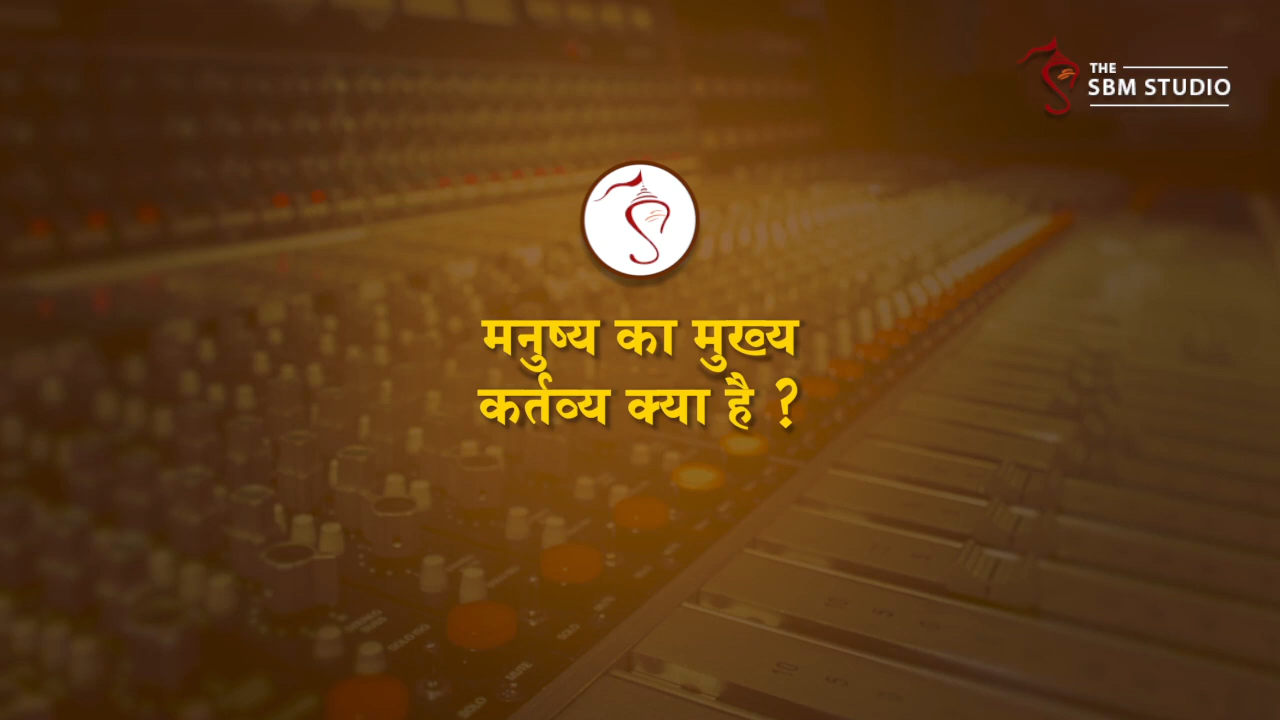 THE
SBM STUDIO
मनुष्य का मुख्य
कर्तव्य क्या है ?